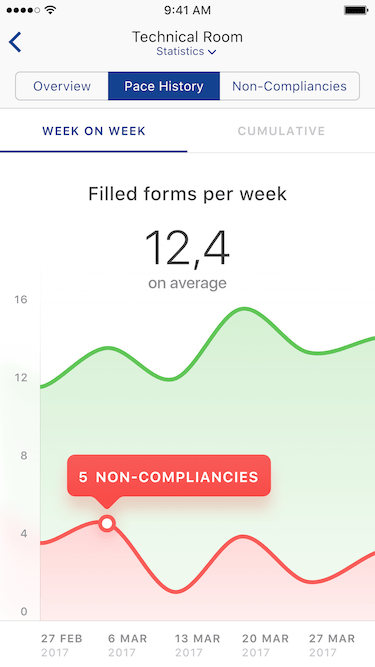 9:41 AM
Technical Room
Statistics
Overview Pace History Non-Compliancies
WEEK ON WEEK CUMULATIVE
Filled forms per week
12,4
on average
16
12
8
5 NON-COMPLIANCIES
4
0
27 FEB 6 MAR 13 MAR 20 MAR 27 MAR
2017 2017 2017 2017 2017